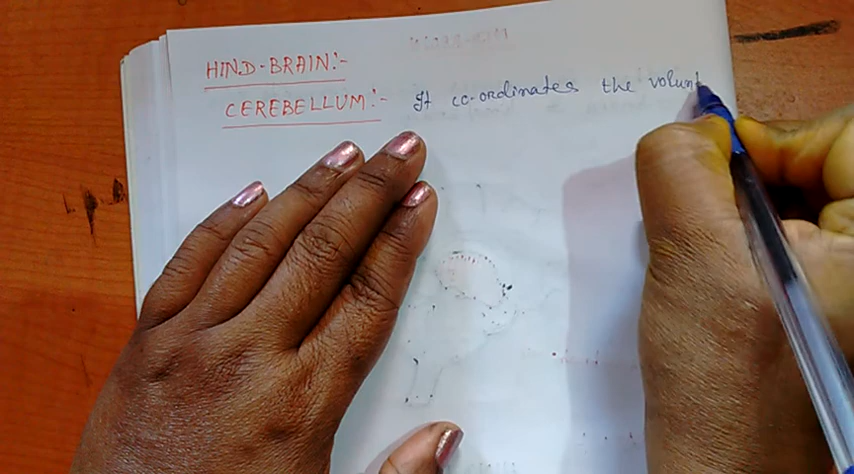 HIND-BRAIN:-
CEREBELLUM:- It co-ordinates the volunt